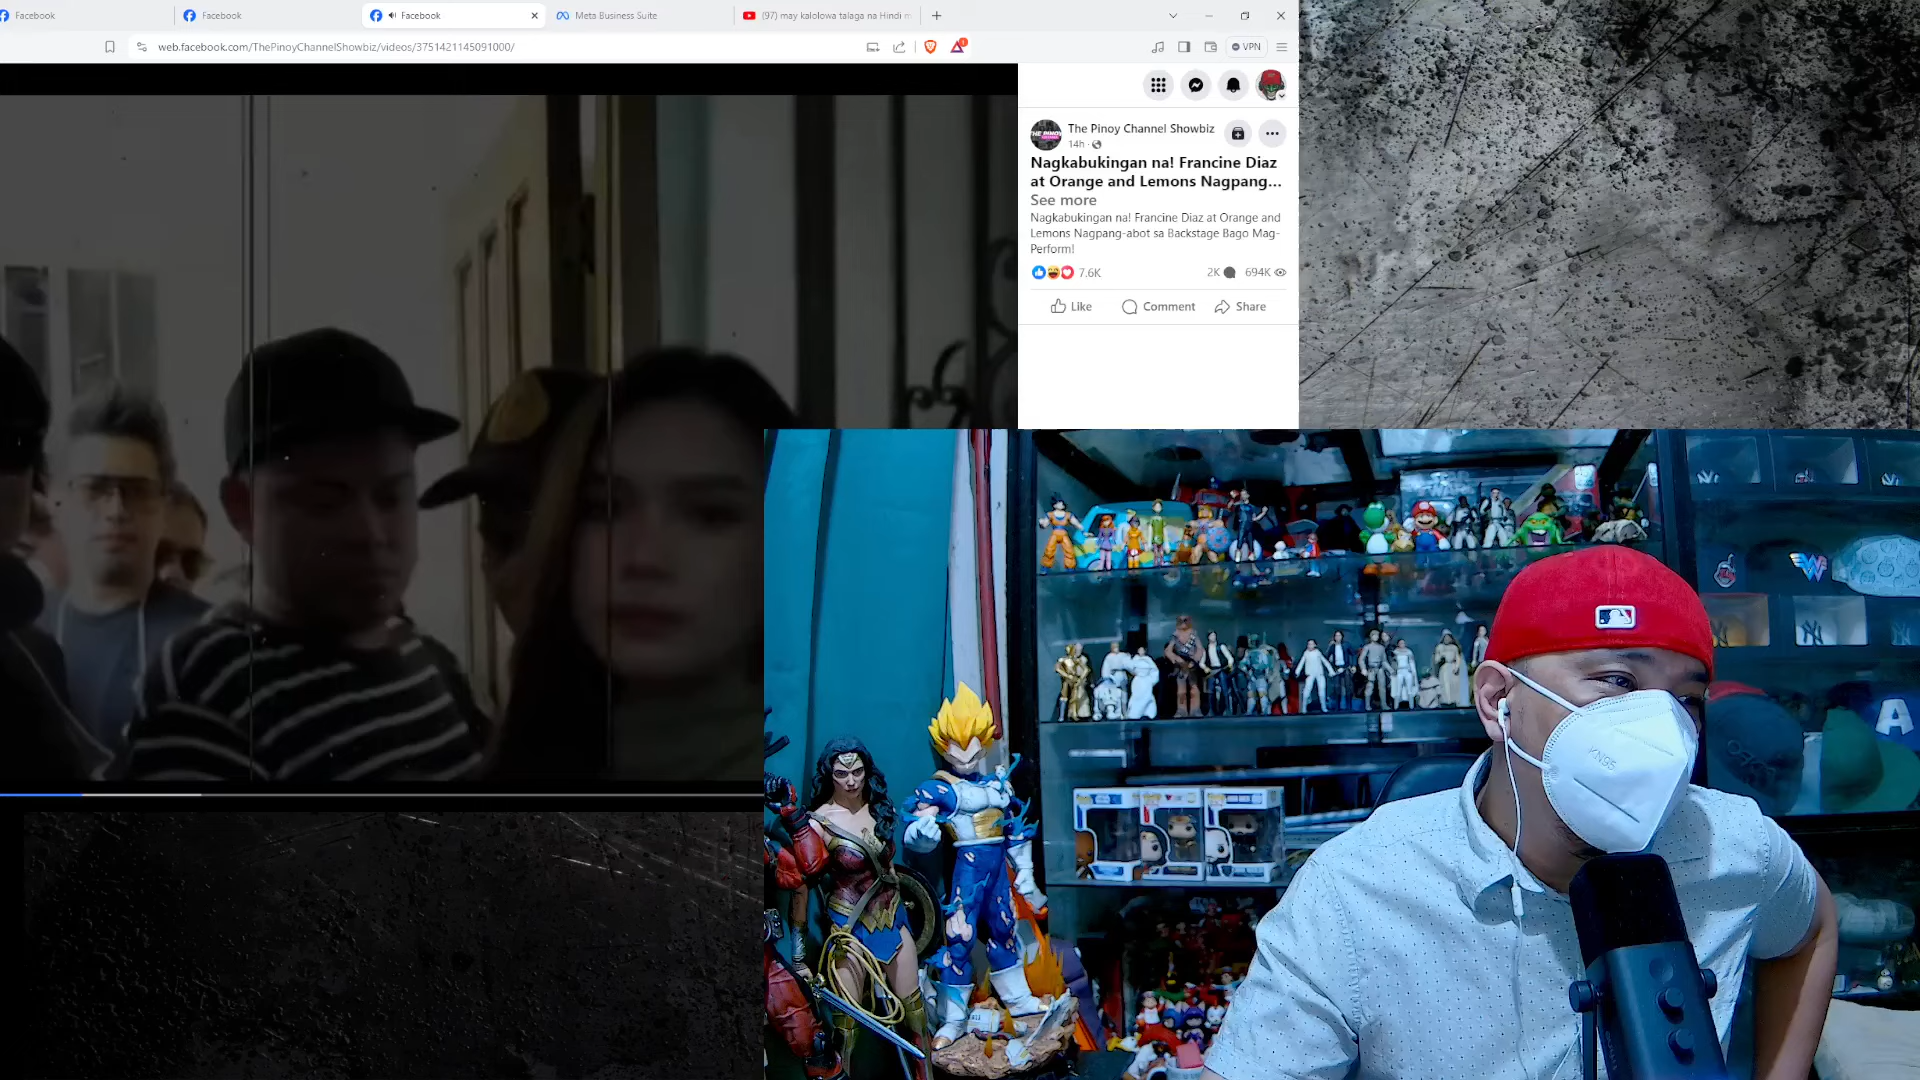 Facebook
Facebook
Facebook
Meta Business Suite
(97) may kalolowa talaga na Hindi m
web.facebook.com/ThePinoyChannelShowbiz/videos/3751421145091000/
VPN
The Pinoy Channel Showbiz
14h
Nagkabukingan na! Francine Diaz
at Orange and Lemons Nagpang...
See more
Nagkabukingan na! Francine Diaz at Orange and
Lemons Nagpang-abot sa Backstage Bago Mag-
Perform!
7.6K
2K
694K
Like
Comment
Share
KN95
A